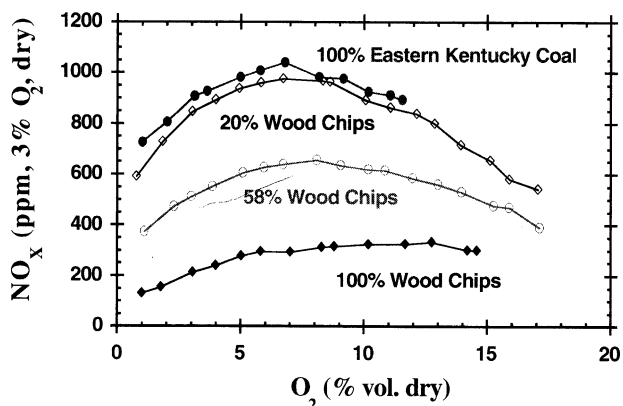 1200
1000
800
600
400
200
0
0 5 10 15 20
NOX (ppm, 3% O2, dry)
O2 (% vol. dry)
100% Eastern Kentucky Coal
20% Wood Chips
58% Wood Chips
100% Wood Chips